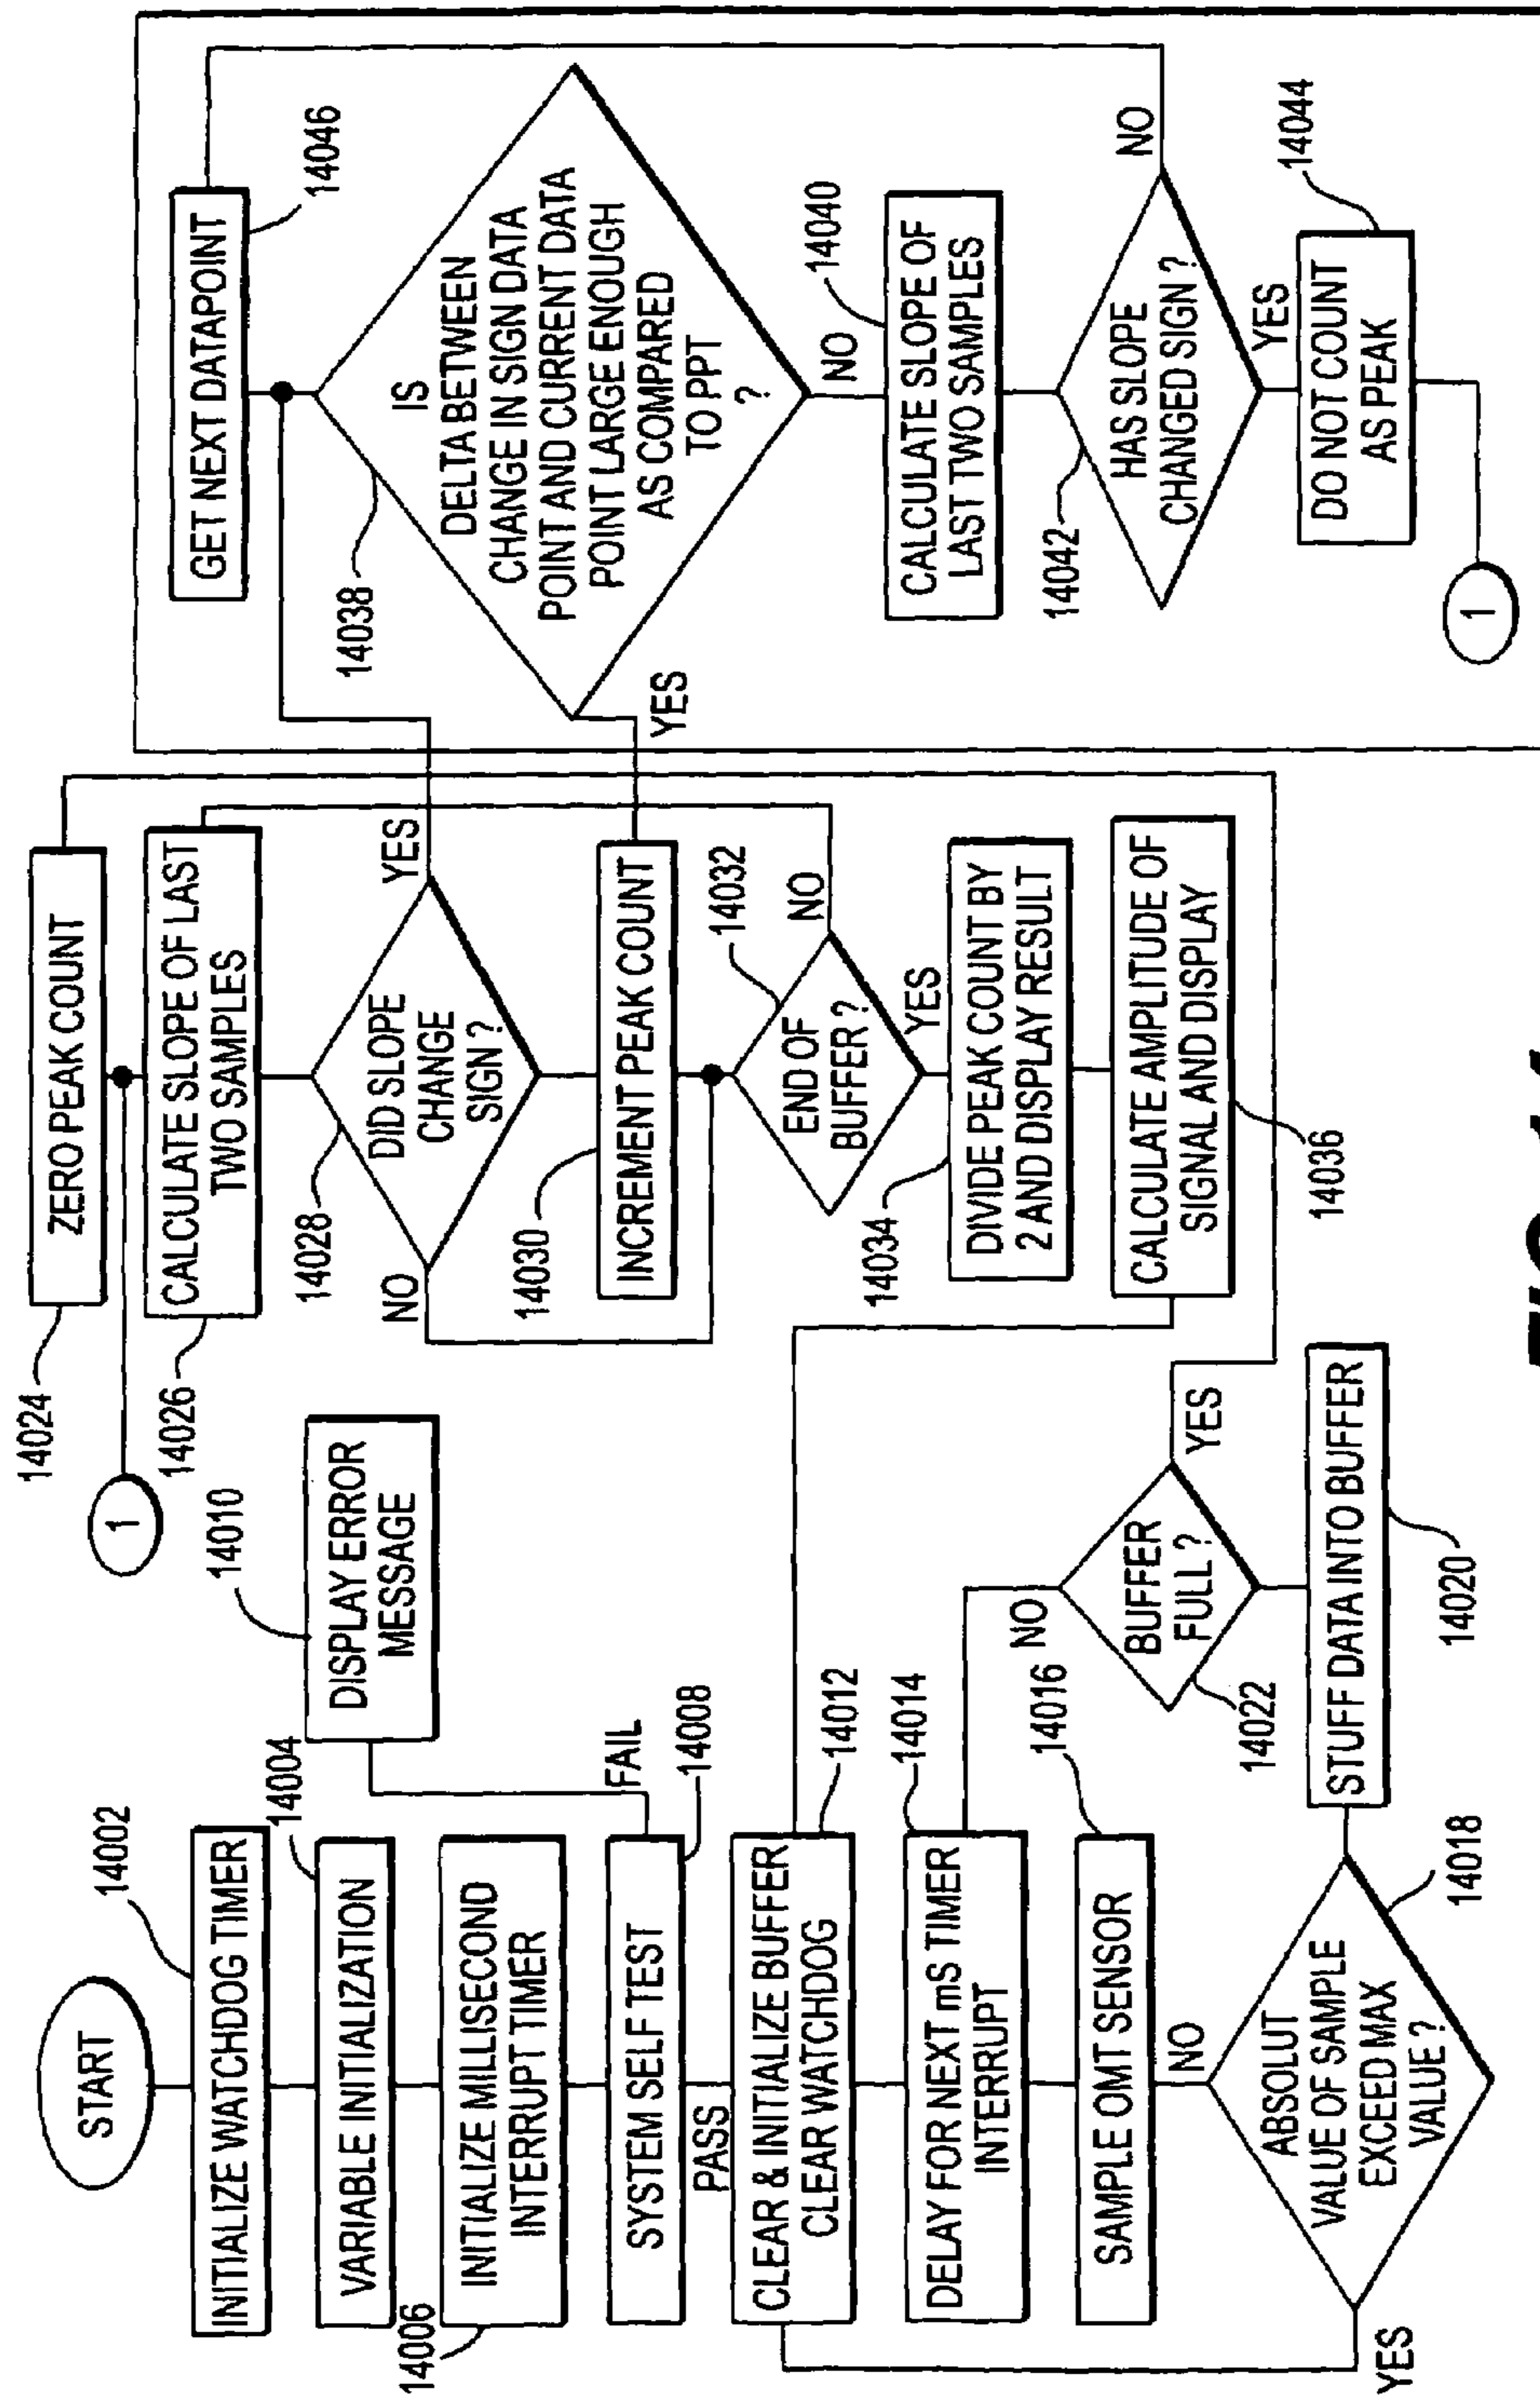 START
14002
INITIALIZE WATCHDOG TIMER
14004
VARIABLE INITIALIZATION
14006
INITIALIZE MILLISECOND
INTERRUPT TIMER
SYSTEM SELF TEST
14008
FAIL
14010
DISPLAY ERROR
MESSAGE
PASS
CLEAR & INITIALIZE BUFFER
CLEAR WATCHDOG
14012
DELAY FOR NEXT mS TIMER
INTERRUPT
14014
SAMPLE OMT SENSOR
14016
NO
ABSOLUT
VALUE OF SAMPLE
EXCEED MAX
VALUE ?
14018
YES
STUFF DATA INTO BUFFER
14020
BUFFER
FULL ?
14022
NO
YES
1
14024
ZERO PEAK COUNT
14026
CALCULATE SLOPE OF LAST
TWO SAMPLES
14028
DID SLOPE
CHANGE
SIGN ?
NO
YES
14030
INCREMENT PEAK COUNT
14032
END OF
BUFFER ?
NO
YES
14034
DIVIDE PEAK COUNT BY
2 AND DISPLAY RESULT
CALCULATE AMPLITUDE OF
SIGNAL AND DISPLAY
14036
GET NEXT DATAPOINT
14046
14038
IS
DELTA BETWEEN
CHANGE IN SIGN DATA
POINT AND CURRENT DATA
POINT LARGE ENOUGH
AS COMPARED
TO PPT
?
YES
NO
14040
CALCULATE SLOPE OF
LAST TWO SAMPLES
14042
HAS SLOPE
CHANGED SIGN ?
NO
YES
14044
DO NOT COUNT
AS PEAK
1